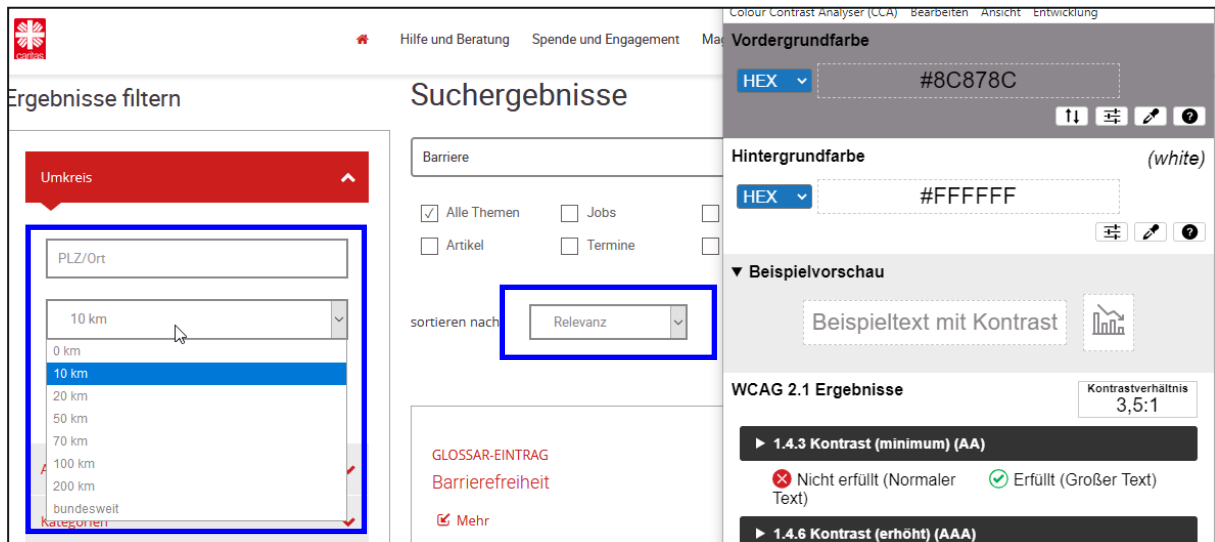 Colour Contrast Analyser (CCA) Bearbeiten Ansicht Entwicklung
caritas
Hilfe und Beratung Spende und Engagement
Ergebnisse filtern
Umkreis
PLZ/Ort
10 km
0 km
10 km
20 km
50 km
70 km
100 km
200 km
bundesweit
Kategorien
Suchergebnisse
Barriere
Alle Themen Jobs
Artikel Termine
sortieren nach Relevanz
GLOSSAR-EINTRAG
Barrierefreiheit
Mehr
Vordergrundfarbe
HEX #8C878C
Hintergrundfarbe (white)
HEX #FFFFFF
▼ Beispielvorschau
Beispieltext mit Kontrast
WCAG 2.1 Ergebnisse
Kontrastverhältnis
3,5:1
▶ 1.4.3 Kontrast (minimum) (AA)
Nicht erfüllt (Normaler Text)
Erfüllt (Großer Text)
▶ 1.4.6 Kontrast (erhöht) (AAA)